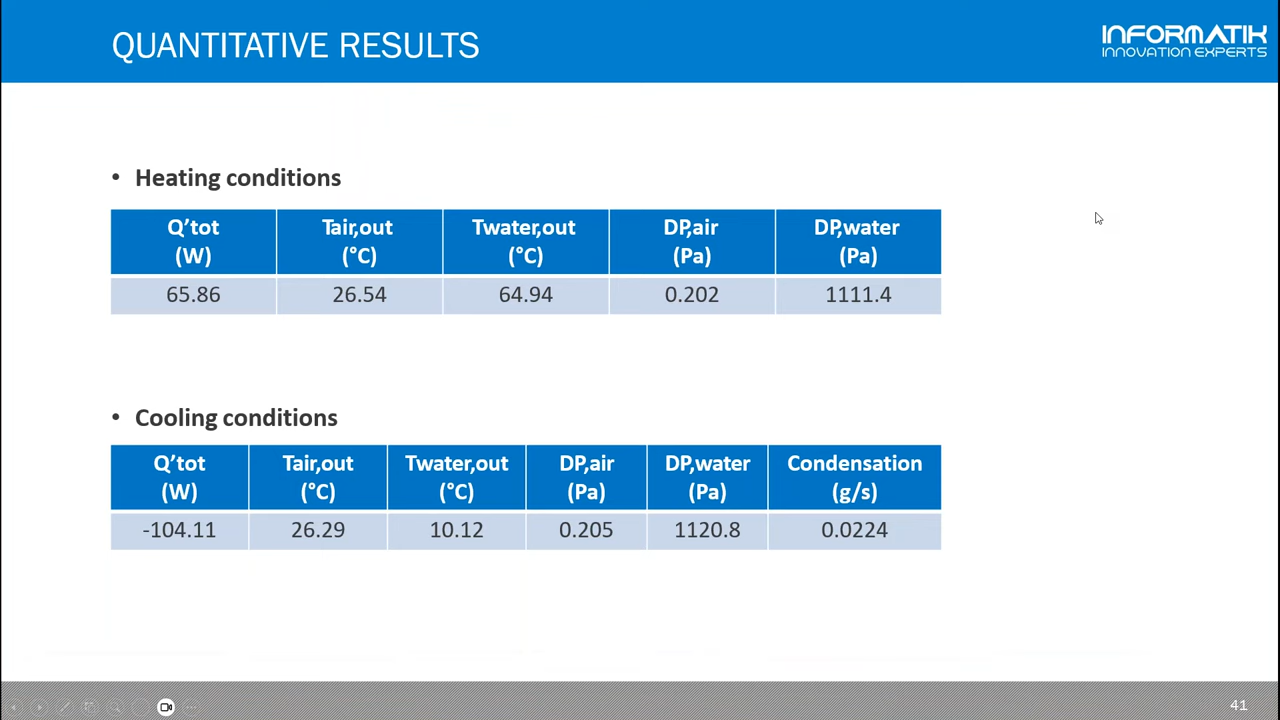 QUANTITATIVE RESULTS
INFORMATIK
INNOVATION EXPERTS
• Heating conditions
Q’tot (W) Tair,out (°C) Twater,out (°C) DP,air (Pa) DP,water (Pa)
65.86 26.54 64.94 0.202 1111.4
• Cooling conditions
Q’tot (W) Tair,out (°C) Twater,out (°C) DP,air (Pa) DP,water (Pa) Condensation (g/s)
-104.11 26.29 10.12 0.205 1120.8 0.0224
41